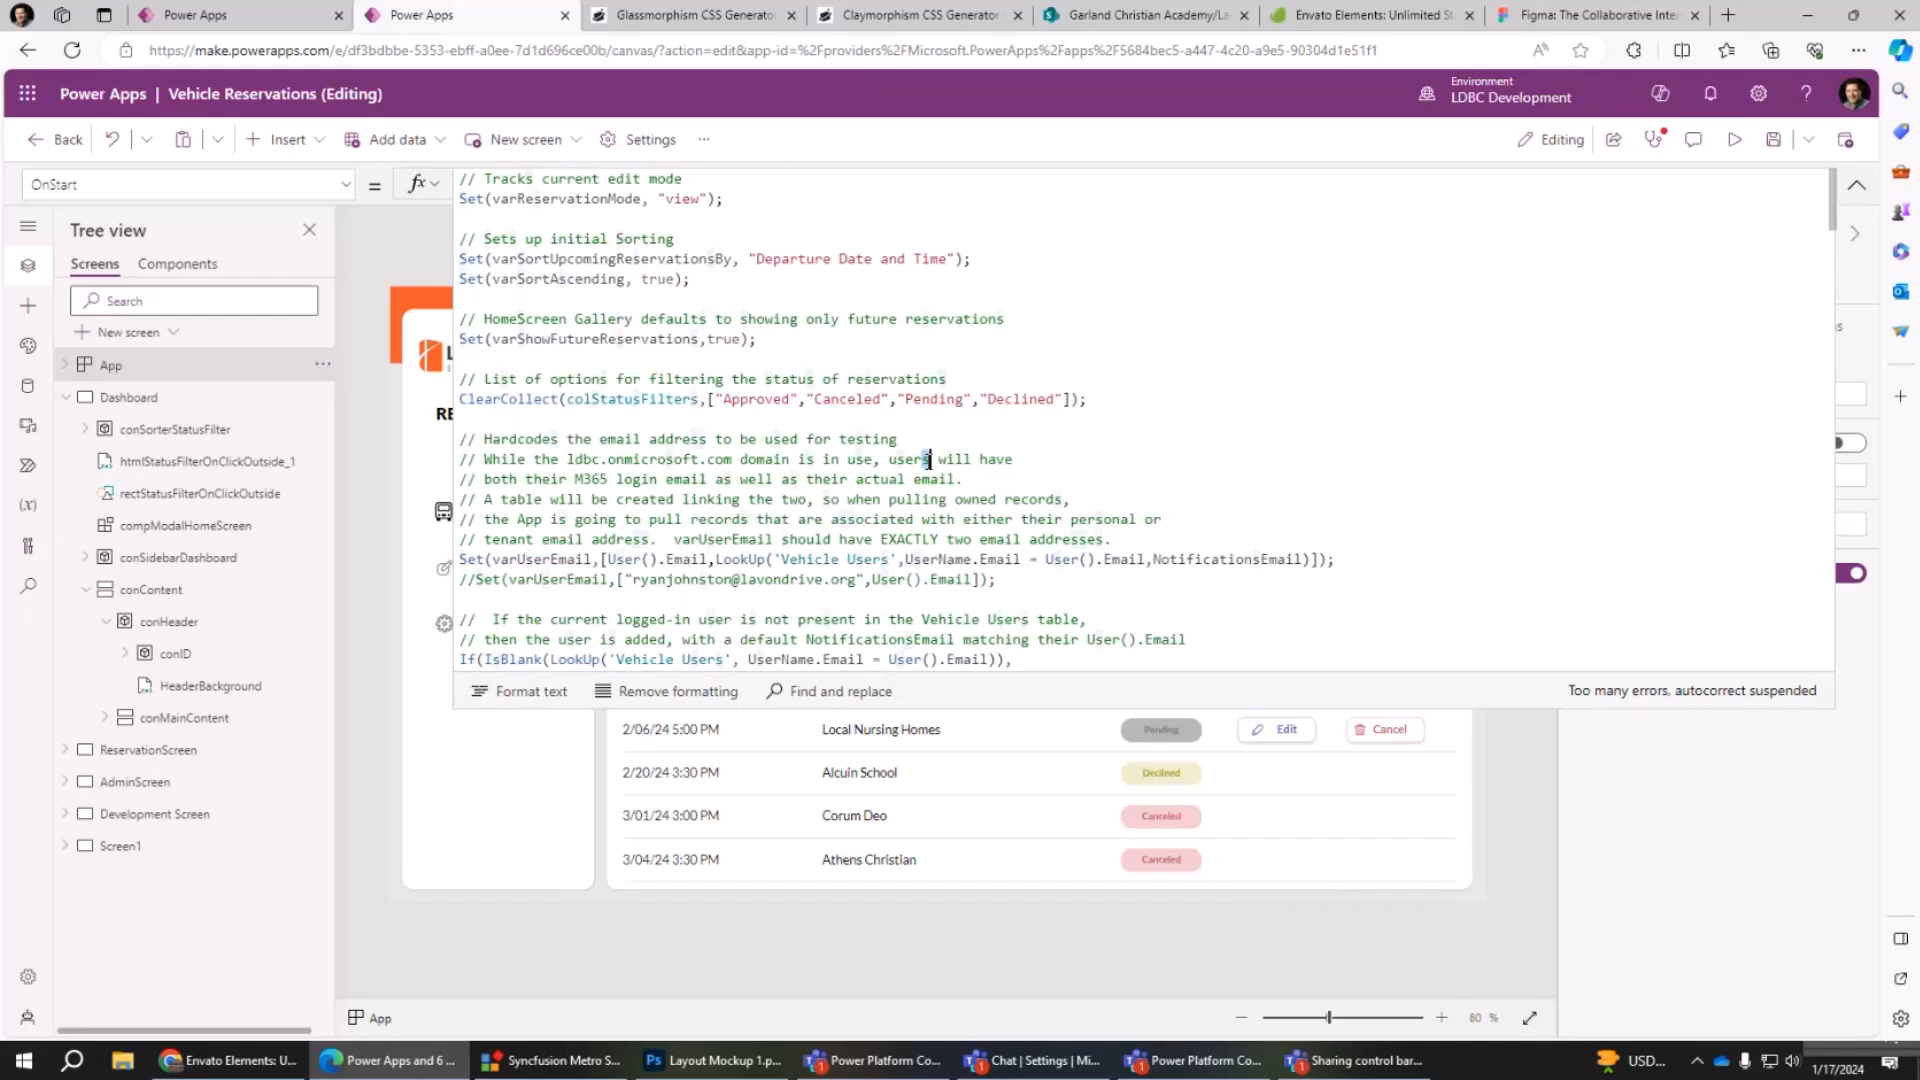 Power Apps
Power Apps
Glassmorphism CSS Generato
Claymorphism CSS Generator
Garland Christian Academy/La
Envato Elements: Unlimited St
Figma: The Collaborative Inter
https://make.powerapps.com/e/df3bdbbe-5353-ebff-a0ee-7d1d696ce00b/canvas/?action=edit&app-id=%2Fproviders%2FMicrosoft.PowerApps%2Fapps%2F5684bec5-a447-4c20-a9e5-90304d1e51f1
Power Apps | Vehicle Reservations (Editing)
Environment
LDBC Development
Back
Insert
Add data
New screen
Settings
Editing
OnStart
= fx
// Tracks current edit mode
Set(varReservationMode, "view");
// Sets up initial Sorting
Set(varSortUpcomingReservationsBy, "Departure Date and Time");
Set(varSortAscending, true);
// HomeScreen Gallery defaults to showing only future reservations
Set(varShowFutureReservations,true);
// List of options for filtering the status of reservations
ClearCollect(colStatusFilters,["Approved","Canceled","Pending","Declined"]);
// Hardcodes the email address to be used for testing
// While the ldbc.onmicrosoft.com domain is in use, users will have
// both their M365 login email as well as their actual email.
// A table will be created linking the two, so when pulling owned records,
// the App is going to pull records that are associated with either their personal or
// tenant email address.  varUserEmail should have EXACTLY two email addresses.
Set(varUserEmail,[User().Email,LookUp('Vehicle Users',UserName.Email = User().Email,NotificationsEmail)]);
//Set(varUserEmail,["ryanjohnston@lavondrive.org",User().Email]);
//  If the current logged-in user is not present in the Vehicle Users table,
// then the user is added, with a default NotificationsEmail matching their User().Email
If(IsBlank(LookUp('Vehicle Users', UserName.Email = User().Email)),
Format text
Remove formatting
Find and replace
Too many errors, autocorrect suspended
Tree view
Screens
Components
Search
New screen
App
Dashboard
conSorterStatusFilter
htmlStatusFilterOnClickOutside_1
rectStatusFilterOnClickOutside
compModalHomeScreen
conSidebarDashboard
conContent
conHeader
conID
HeaderBackground
conMainContent
ReservationScreen
AdminScreen
Development Screen
Screen1
L
RE
2/06/24 5:00 PM
Local Nursing Homes
Pending
Edit
Cancel
2/20/24 3:30 PM
Alcuin School
Declined
3/01/24 3:00 PM
Corum Deo
Canceled
3/04/24 3:30 PM
Athens Christian
Canceled
App
80 %
Envato Elements: U...
Power Apps and 6 ...
Syncfusion Metro S...
Layout Mockup 1.p...
Power Platform Co...
Chat | Settings | Mi...
Power Platform Co...
Sharing control bar...
USD...
1/17/2024